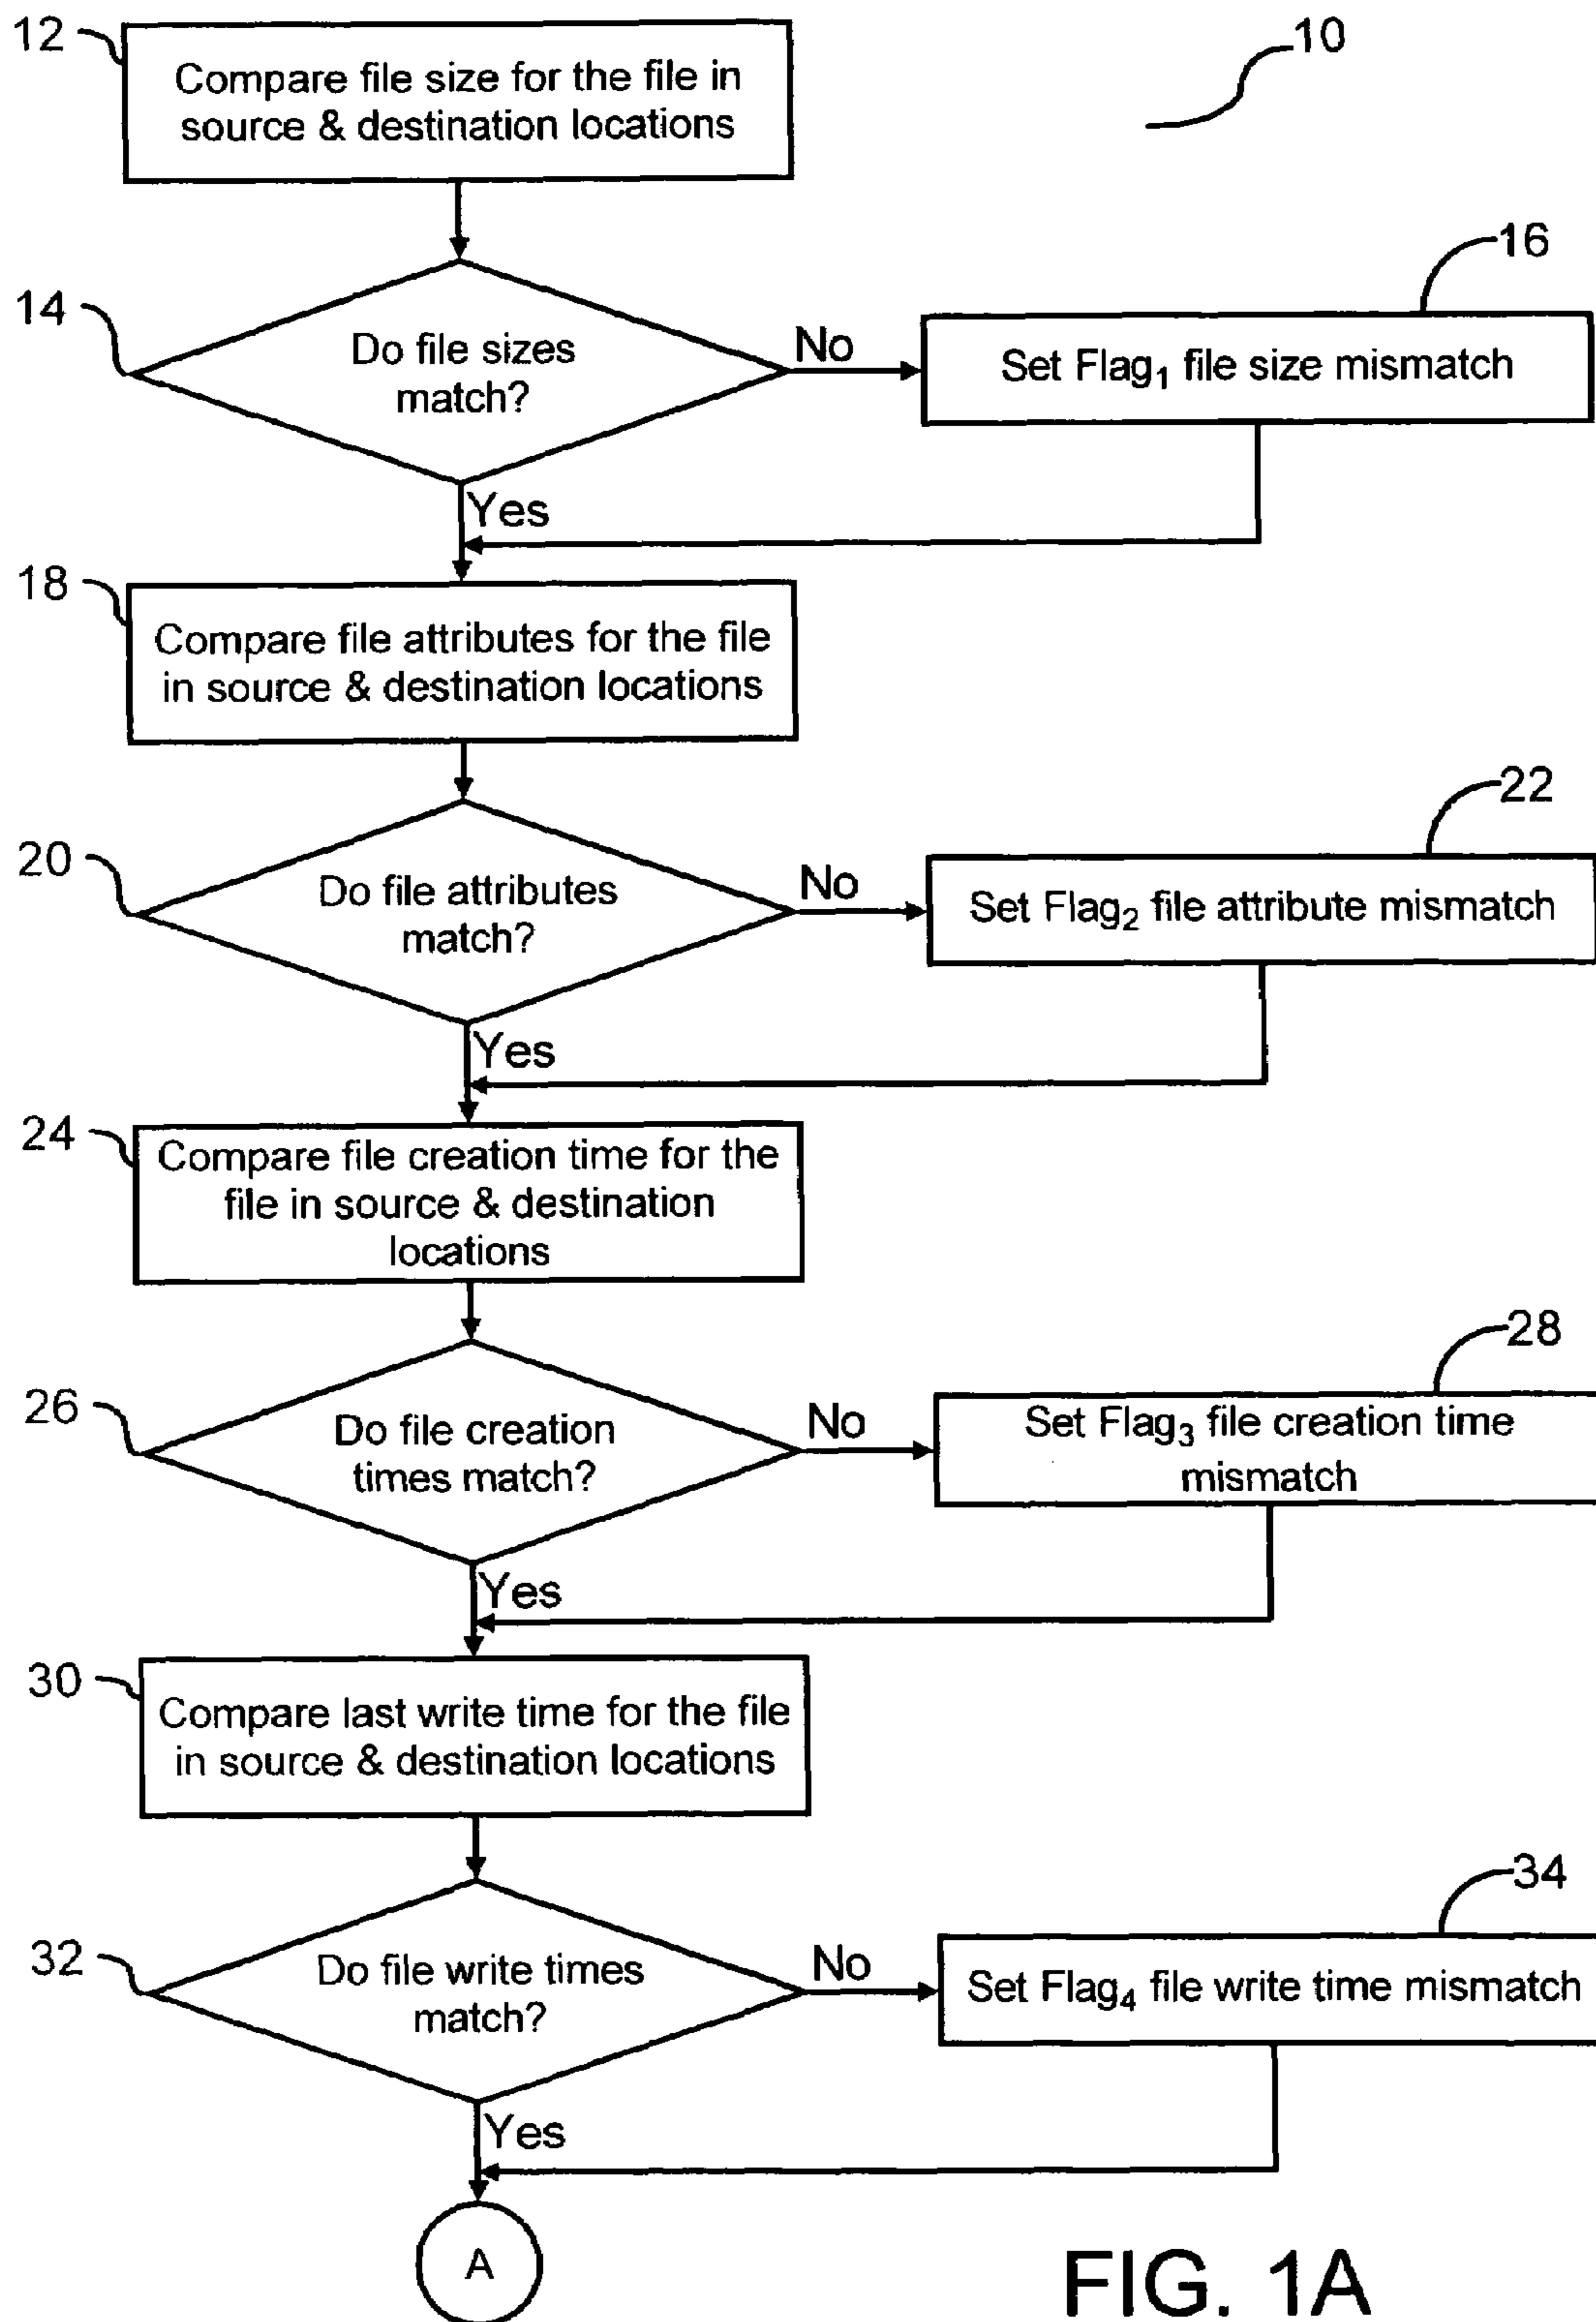 12
Compare file size for the file in
source & destination locations
10
14
Do file sizes
match?
No
16
Set Flag₁ file size mismatch
Yes
18
Compare file attributes for the file
in source & destination locations
20
Do file attributes
match?
No
22
Set Flag₂ file attribute mismatch
Yes
24
Compare file creation time for the
file in source & destination
locations
26
Do file creation
times match?
No
28
Set Flag₃ file creation time
mismatch
Yes
30
Compare last write time for the file
in source & destination locations
32
Do file write times
match?
No
34
Set Flag₄ file write time mismatch
Yes
A
FIG. 1A